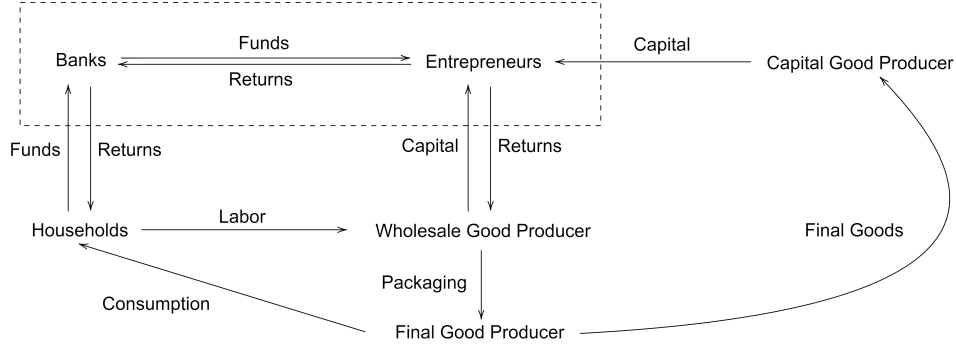 Funds
Capital
Banks
Entrepreneurs
Capital Good Producer
Returns
Funds
Returns
Capital
Returns
Labor
Households
Wholesale Good Producer
Final Goods
Packaging
Consumption
Final Good Producer